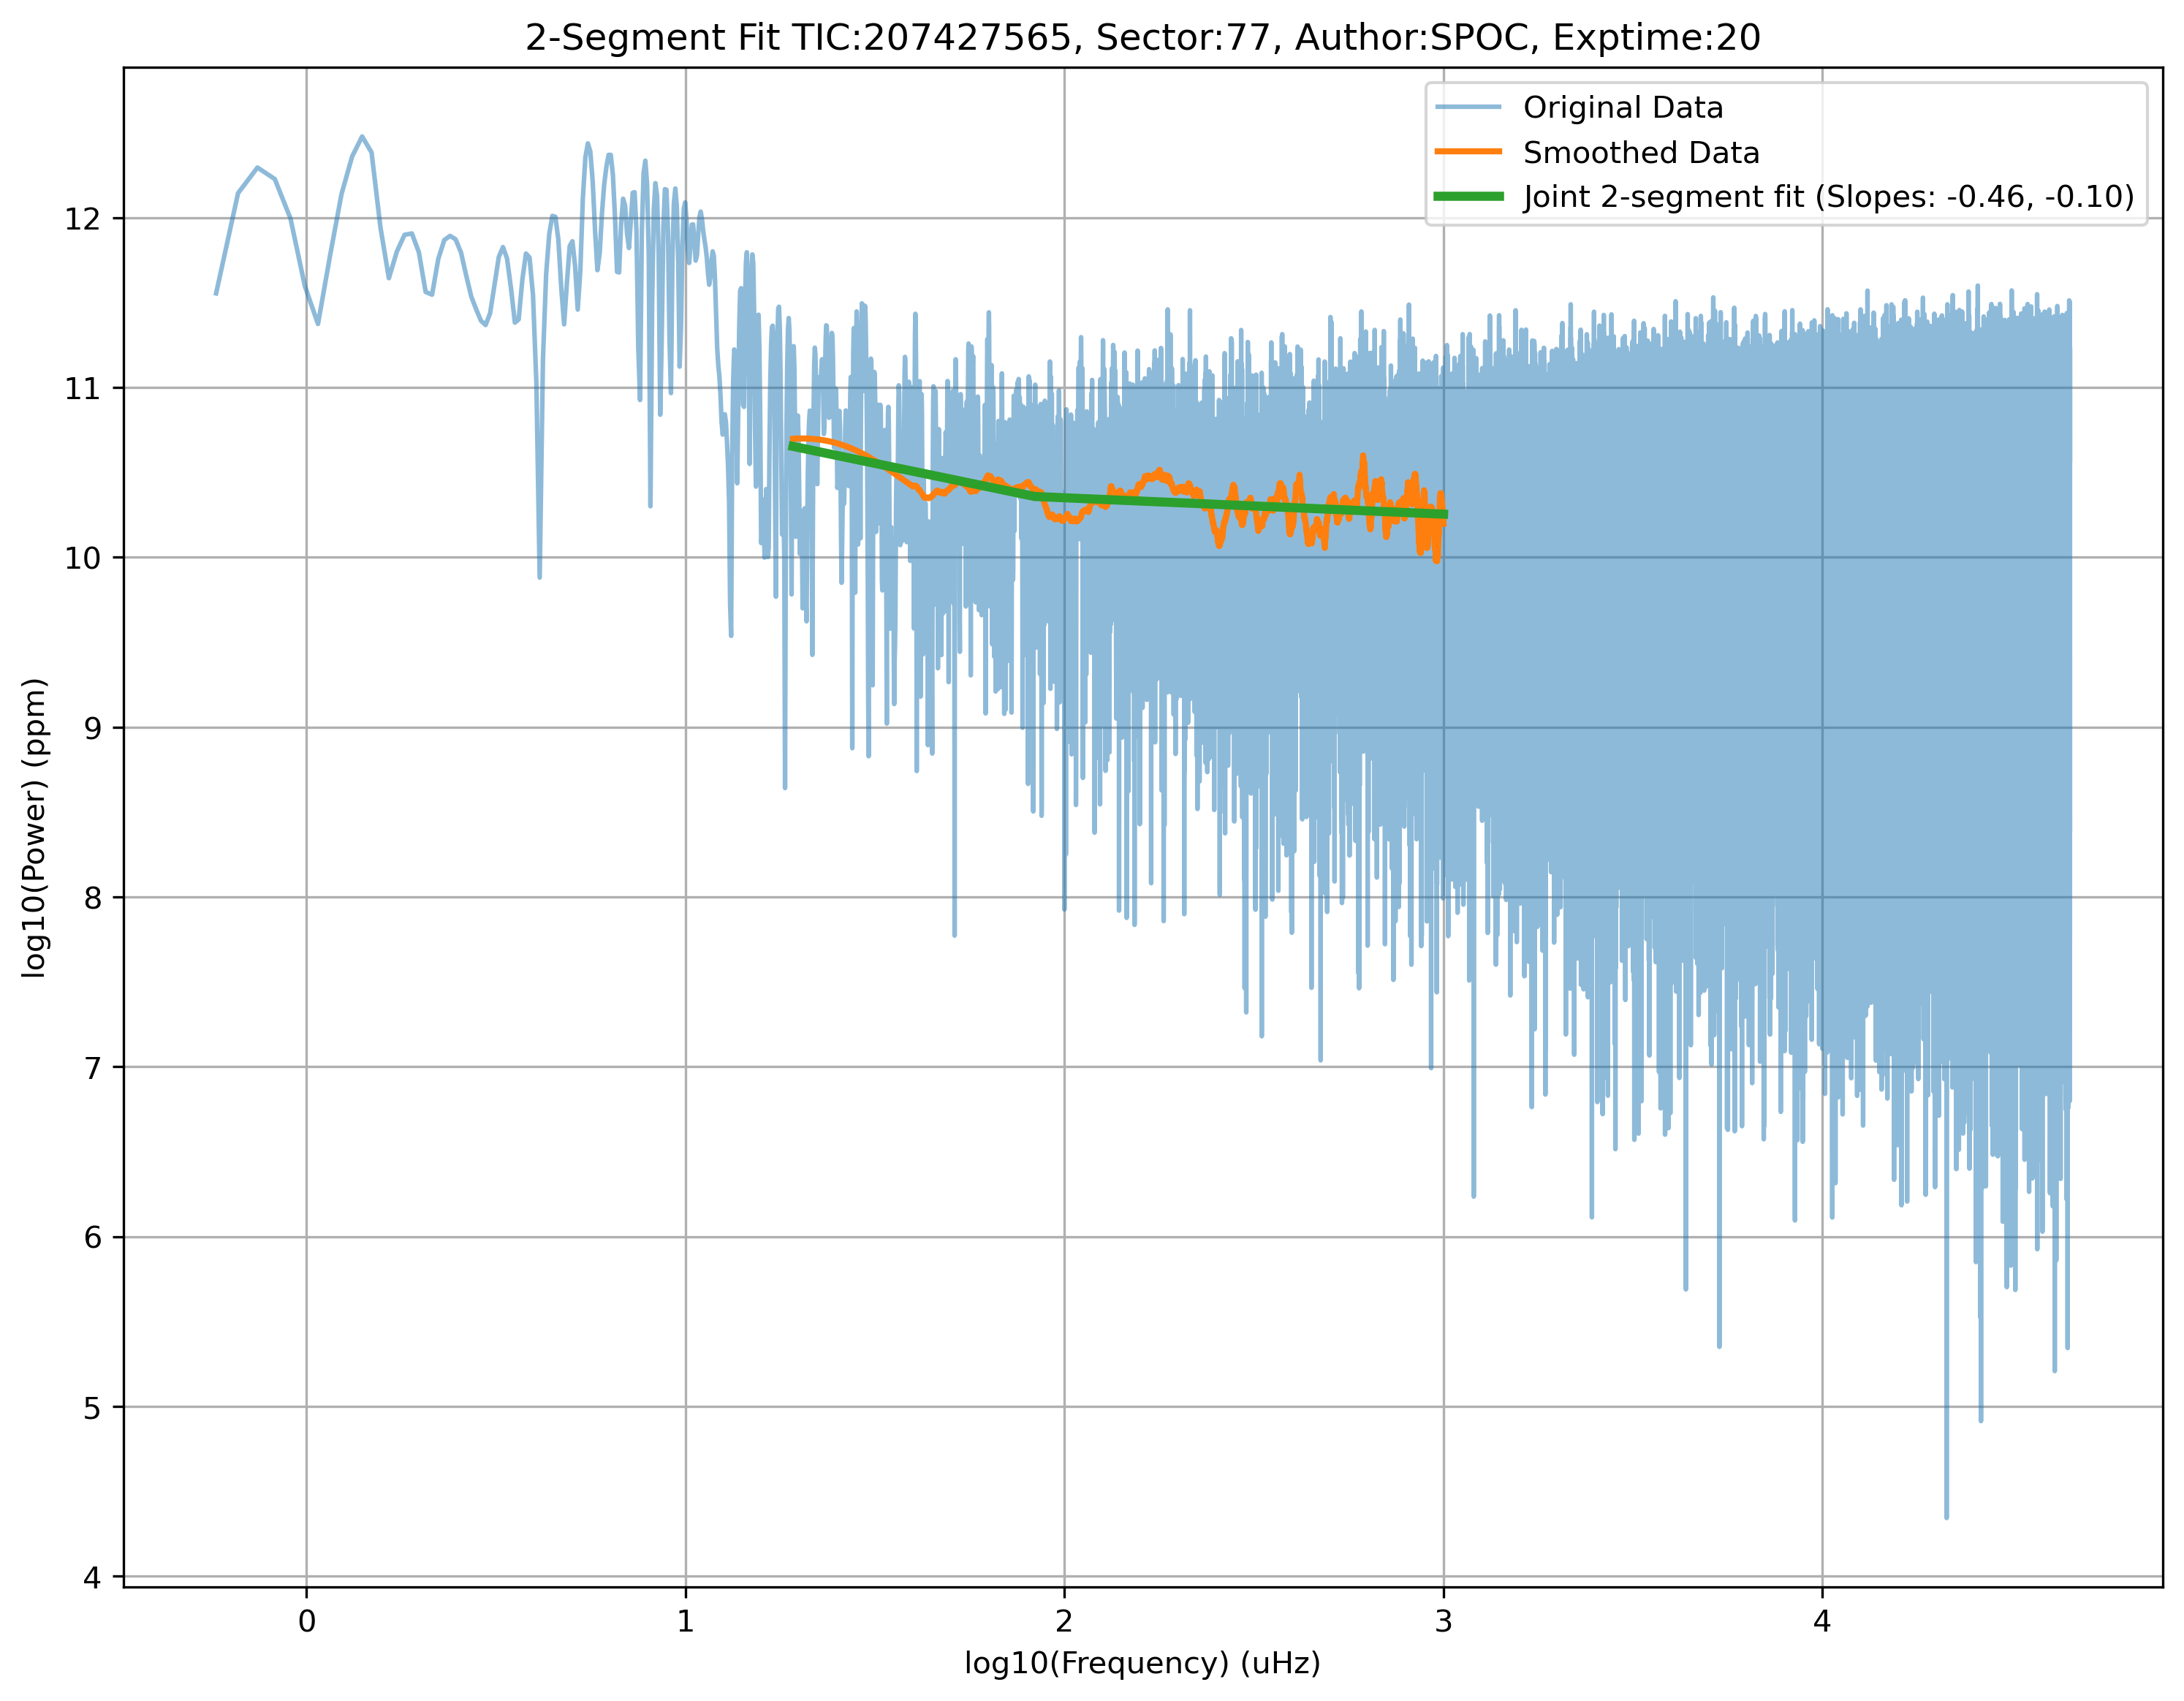 2-Segment Fit TIC:207427565, Sector:77, Author:SPOC, Exptime:20
Original Data
Smoothed Data
Joint 2-segment fit (Slopes: -0.46, -0.10)
log10(Power) (ppm)
12
11
10
9
8
7
6
5
4
0 1 2 3 4
log10(Frequency) (uHz)